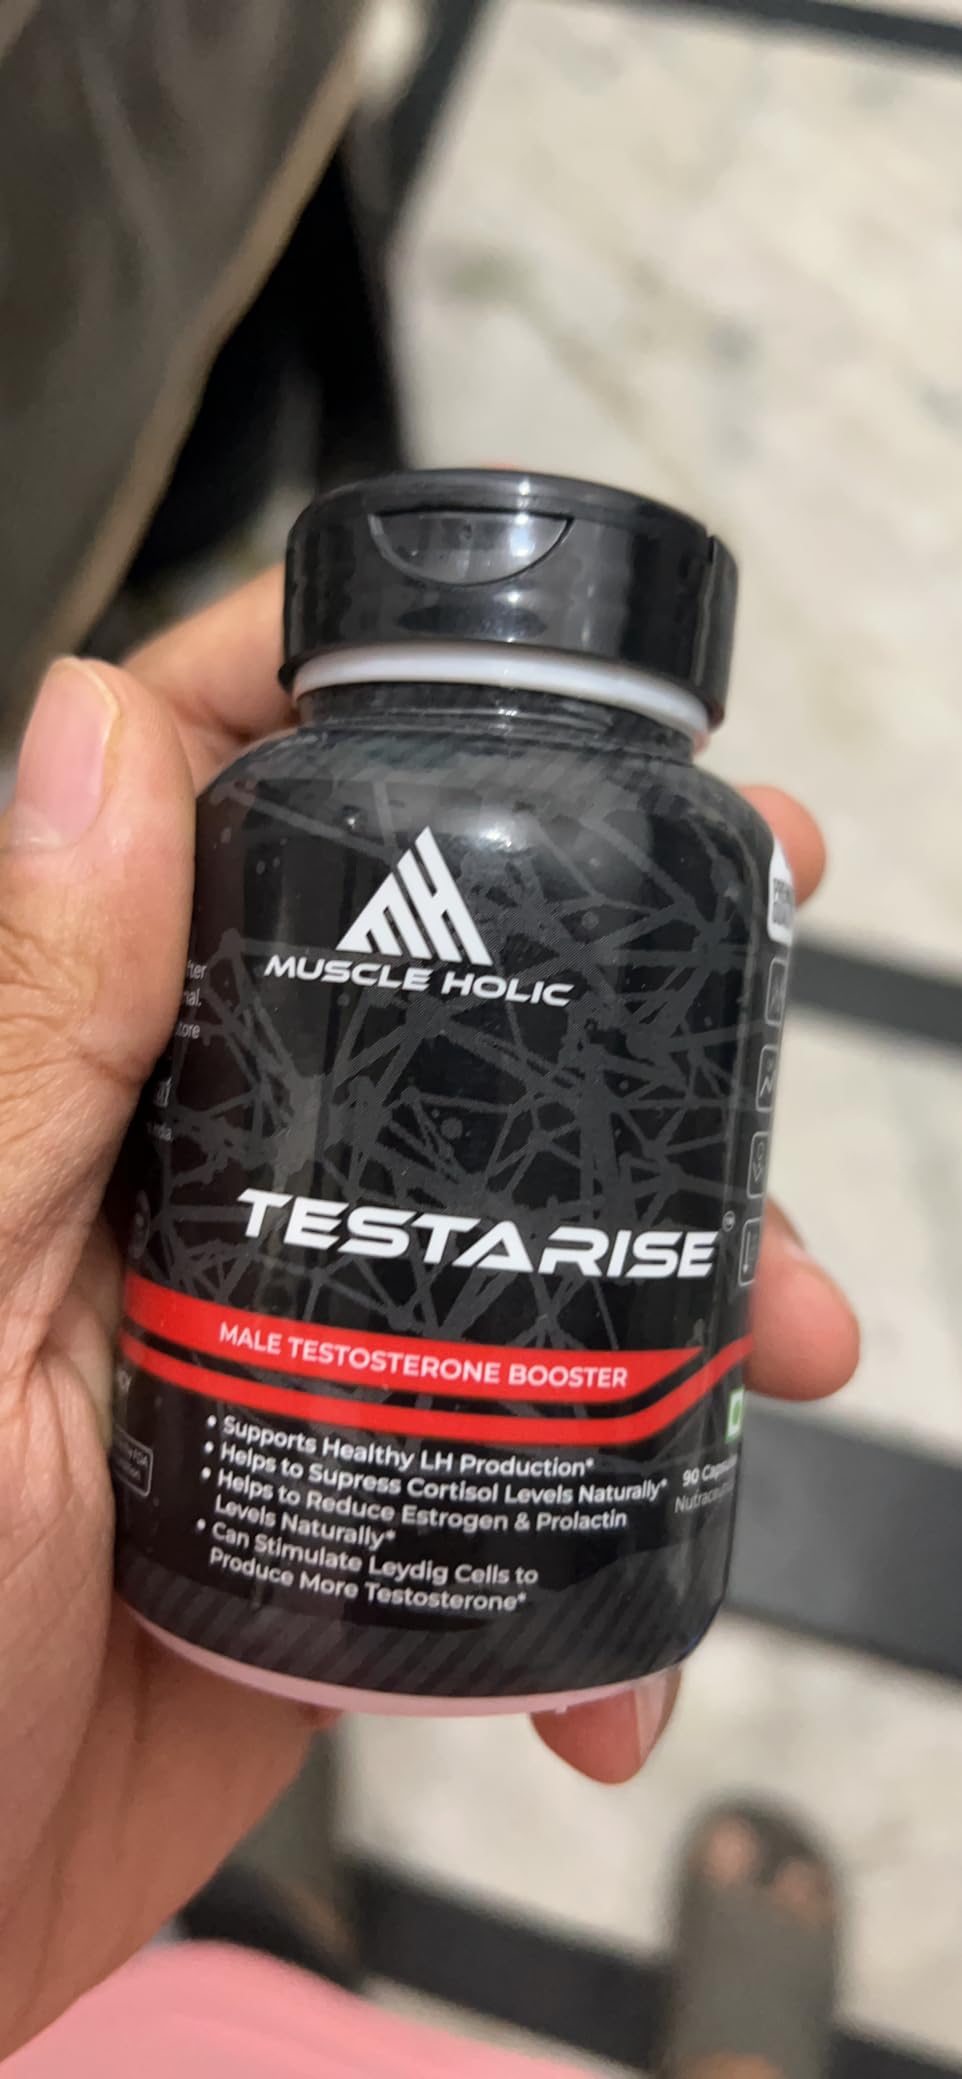 MUSCLE HOLIC
TESTARISE
MALE TESTOSTERONE BOOSTER
• Supports Healthy LH Production*
• Helps to Supress Cortisol Levels Naturally*
• Helps to Reduce Estrogen & Prolactin
Levels Naturally*
• Can Stimulate Leydig Cells to
Produce More Testosterone*
90